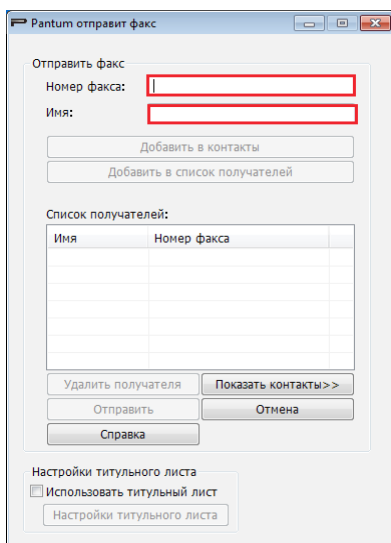 Pantum отправит факс
Отправить факс
Номер факса:
Имя:
Добавить в контакты
Добавить в список получателей
Список получателей:
Имя Номер факса
Удалить получателя Показать контакты>>
Отправить Отмена
Справка
Настройки титульного листа
Использовать титульный лист
Настройки титульного листа